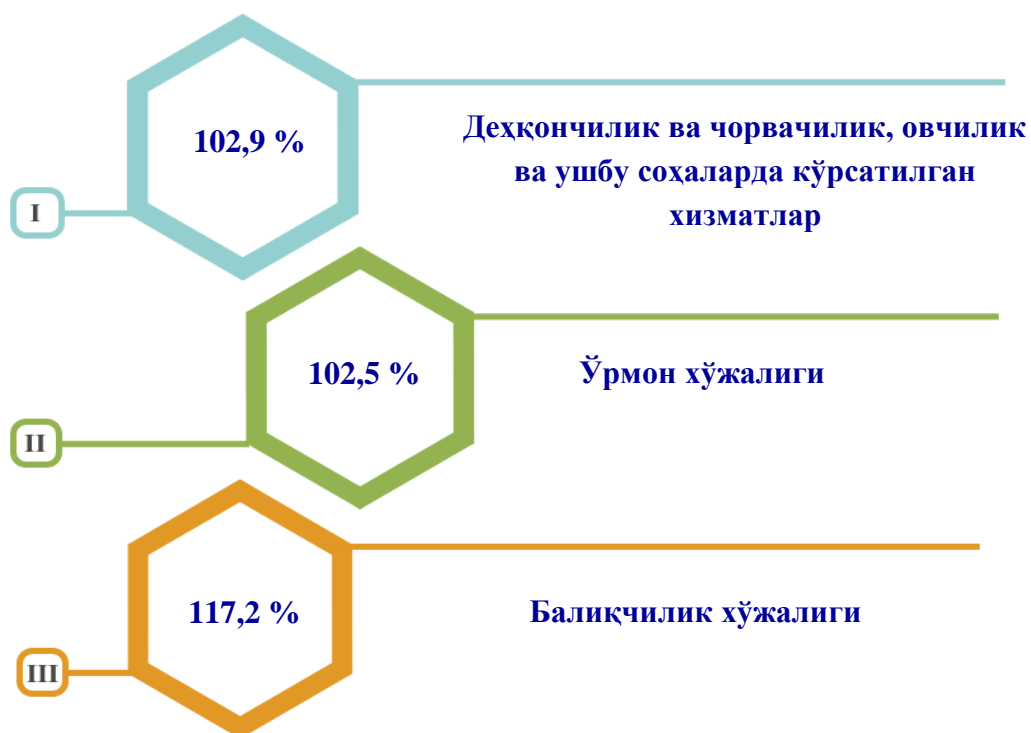 102,9 %
Деҳқончилик ва чорвачилик, овчилик
ва ушбу соҳаларда кўрсатилган
хизматлар
I
102,5 %
Ўрмон хўжалиги
II
117,2 %
Балиқчилик хўжалиги
III